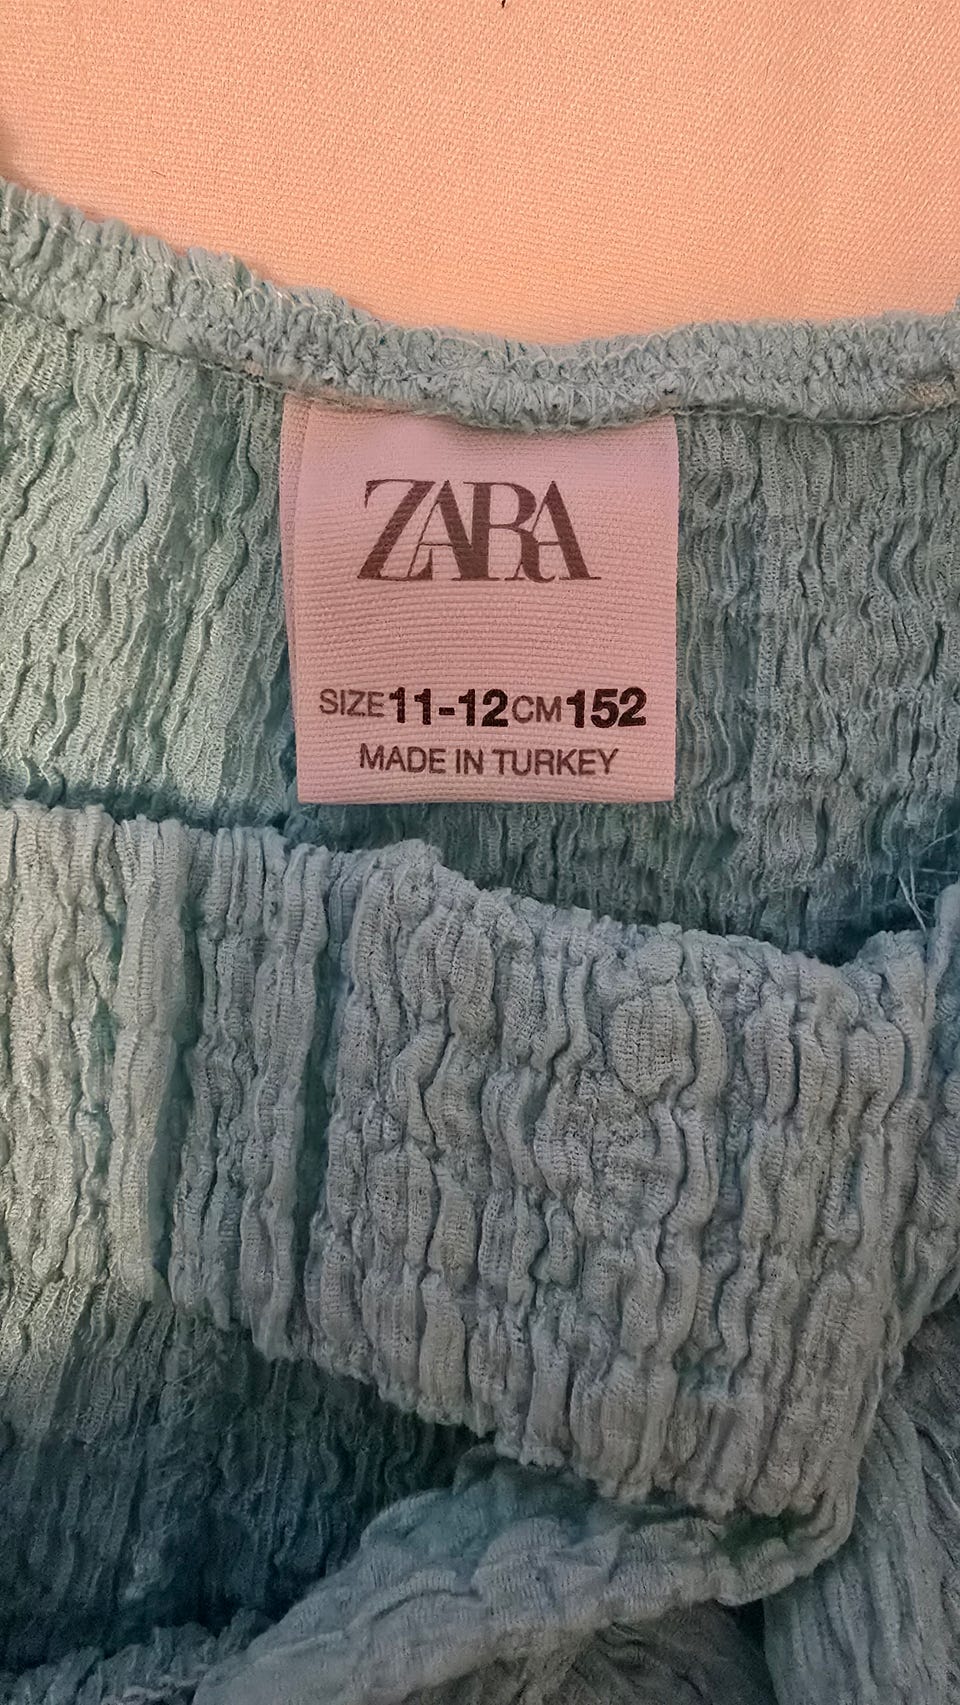 ZARA
SIZE 11-12 CM 152
MADE IN TURKEY